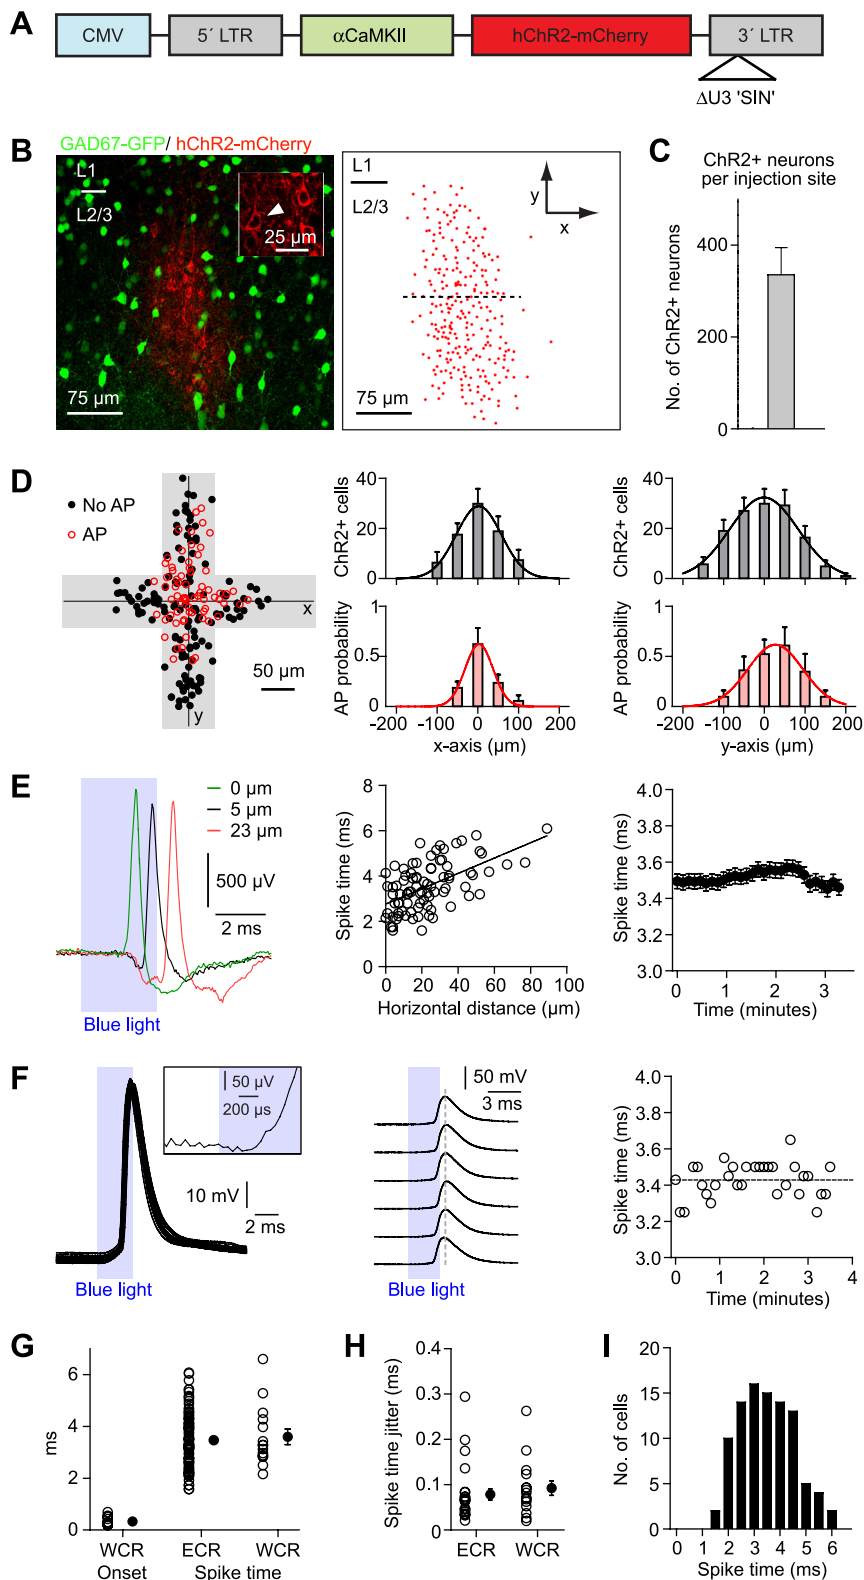 A
CMV
5´ LTR
αCaMKII
hChR2-mCherry
3´ LTR
ΔU3 'SIN'
B
GAD67-GFP/ hChR2-mCherry
L1
L2/3
25 µm
75 µm
L1
L2/3
y
x
75 µm
C
ChR2+ neurons
per injection site
No. of ChR2+ neurons
400
200
0
D
No AP
AP
x
y
50 µm
ChR2+ cells
40
20
0
AP probability
1
0.5
0
-200 -100 0 100 200
x-axis (µm)
ChR2+ cells
40
20
0
AP probability
1
0.5
0
-200 -100 0 100 200
y-axis (µm)
E
0 µm
5 µm
23 µm
500 µV
2 ms
Blue light
Spike time (ms)
8
6
4
2
0
0 20 40 60 80 100
Horizontal distance (µm)
Spike time (ms)
4.0
3.8
3.6
3.4
3.2
3.0
0 1 2 3
Time (minutes)
F
50 µV
200 µs
10 mV
2 ms
Blue light
50 mV
3 ms
Blue light
Spike time (ms)
4.0
3.8
3.6
3.4
3.2
3.0
0 1 2 3 4
Time (minutes)
G
ms
6
4
2
0
WCR ECR WCR
Onset Spike time
H
Spike time jitter (ms)
0.4
0.3
0.2
0.1
0
ECR WCR
I
No. of cells
20
15
10
5
0
0 1 2 3 4 5 6
Spike time (ms)